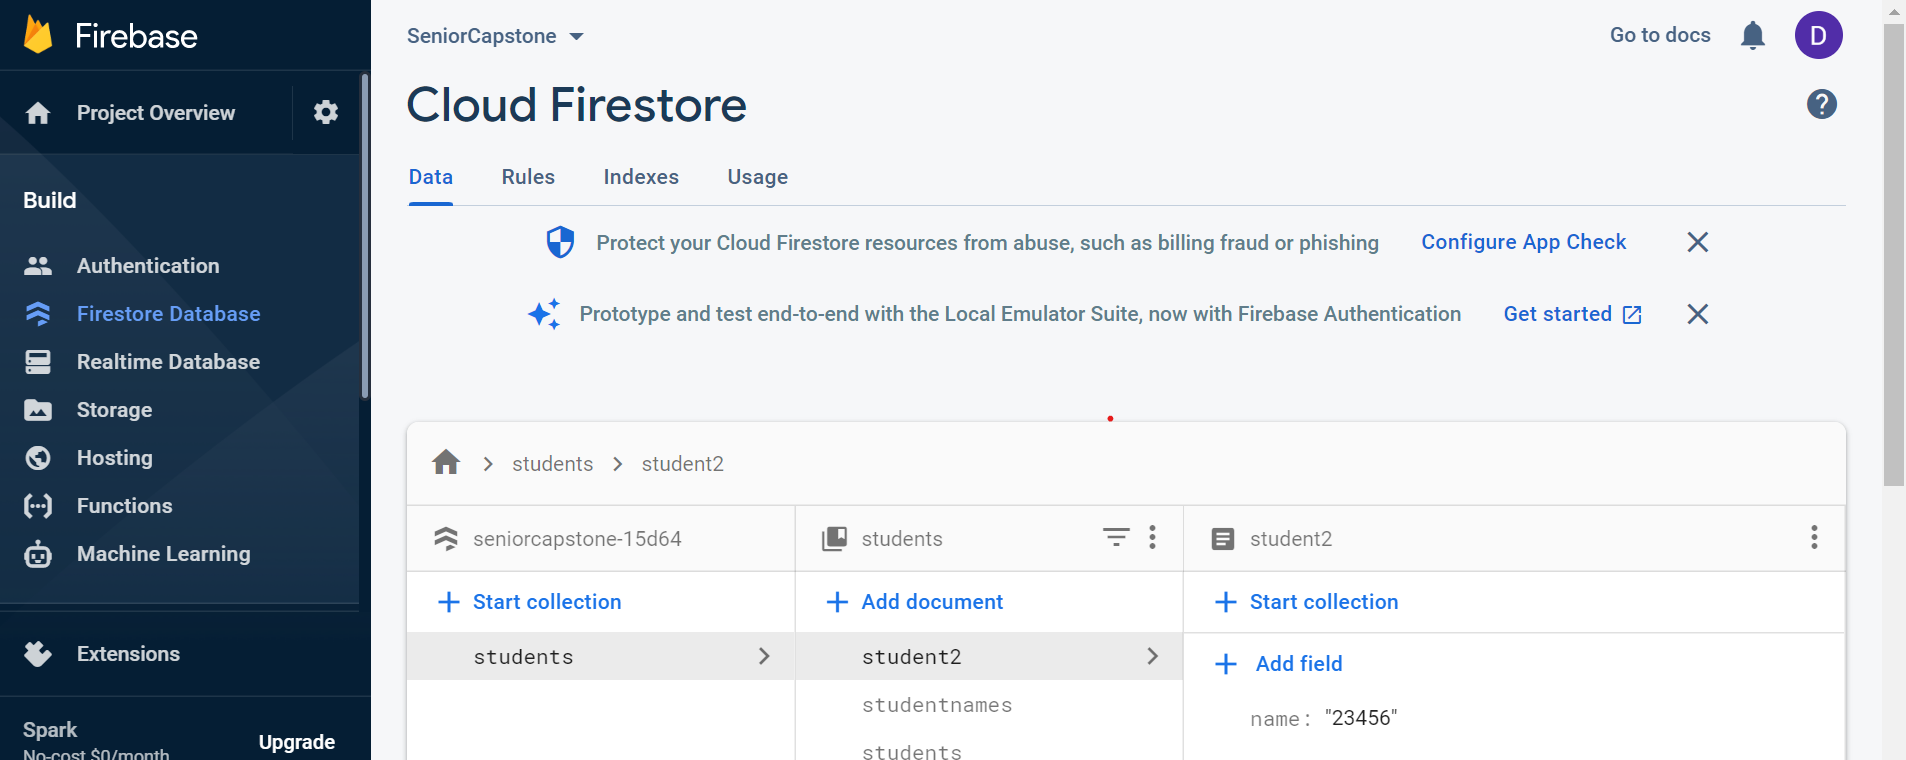 Firebase
Project Overview
Build
Authentication
Firestore Database
Realtime Database
Storage
Hosting
Functions
Machine Learning
Extensions
Spark
No-cost $0/month
Upgrade
SeniorCapstone
Go to docs
D
Cloud Firestore
?
Data Rules Indexes Usage
Protect your Cloud Firestore resources from abuse, such as billing fraud or phishing Configure App Check
Prototype and test end-to-end with the Local Emulator Suite, now with Firebase Authentication Get started
students student2
seniorcapstone-15d64
Start collection
students
students
Add document
student2
studentnames
students
student2
Start collection
Add field
name: "23456"